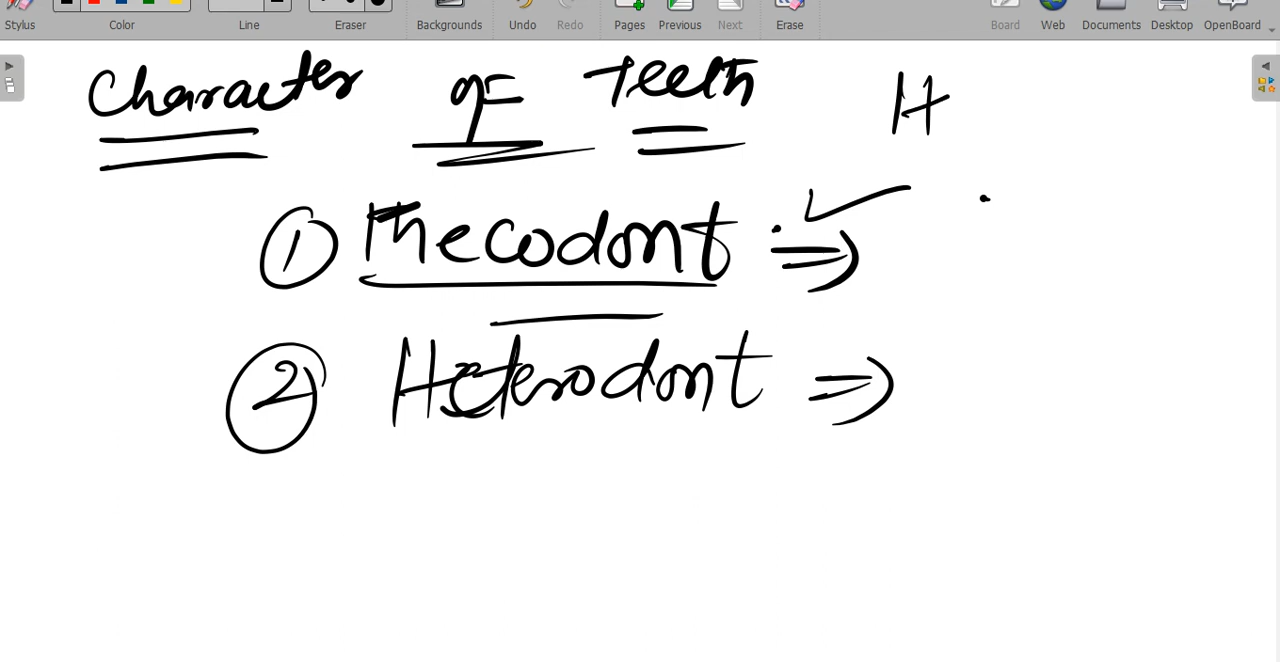 Stylus Color Line Eraser Backgrounds Undo Redo Pages Previous Next Erase Board Web Documents Desktop OpenBoard
Character of Teeth H
① Thecodont . ⇒ ✓
② Heterodont ⇒